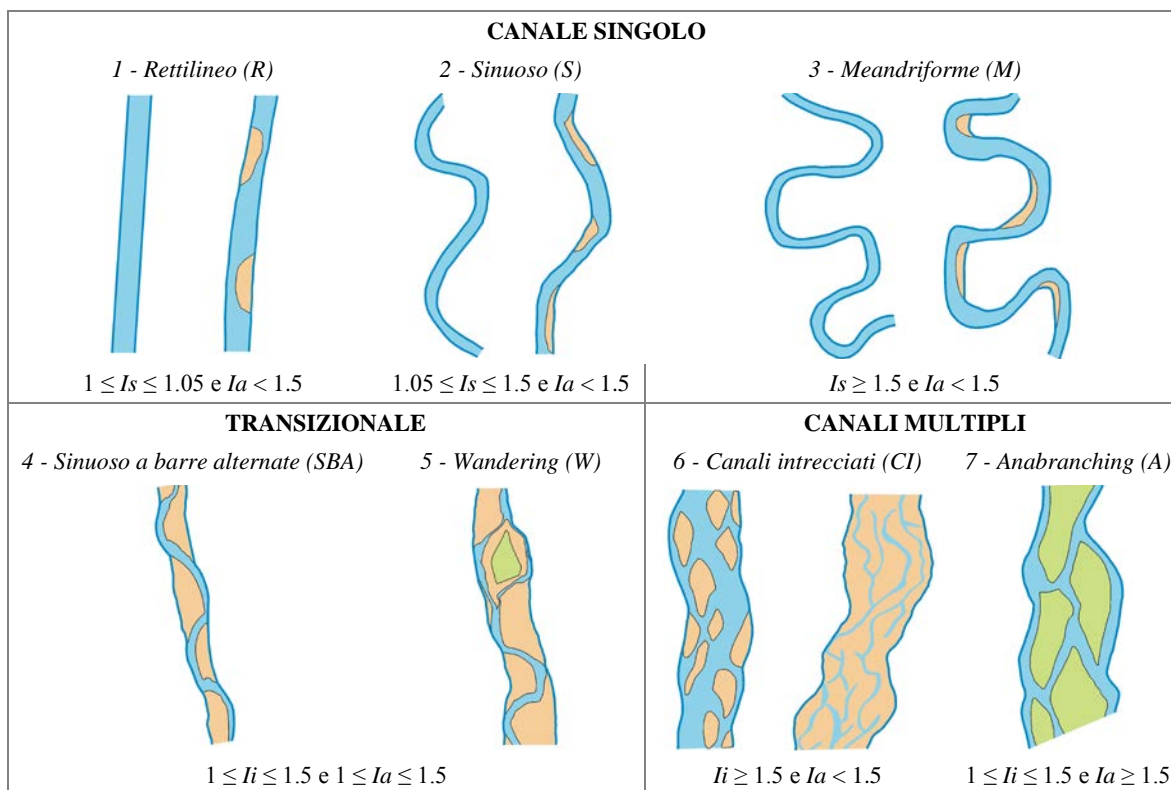 CANALE SINGOLO
1 - Rettilineo (R) 2 - Sinuoso (S) 3 - Meandriforme (M)
1 ≤ Is ≤ 1.05 e Ia < 1.5 1.05 ≤ Is ≤ 1.5 e Ia < 1.5 Is ≥ 1.5 e Ia < 1.5
TRANSIZIONALE
4 - Sinuoso a barre alternate (SBA) 5 - Wandering (W)
1 ≤ Ii ≤ 1.5 e 1 ≤ Ia ≤ 1.5
CANALI MULTIPLI
6 - Canali intrecciati (CI) 7 - Anabranching (A)
Ii ≥ 1.5 e Ia < 1.5 1 ≤ Ii ≤ 1.5 e Ia ≥ 1.5